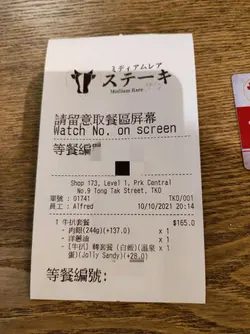 ミディアムレア
ステーキ
Medium Rare
請留意取餐區屏幕
Watch No. on screen
等餐編號
Shop 173, Level 1, Prk Central
No.9 Tong Tak Street, TKO
單號 : 01741 TKO/001
員工 : Alfred 10/10/2021 20:14
1 牛扒套餐 $165.0
- 肉眼(244g)(+137.0) x 1
- 洋蔥油 x 1
- [牛扒] 轉套餐 (白飯)(溫泉 x 1
蛋)(Jolly Sandy)(+28.0)
等餐編號: